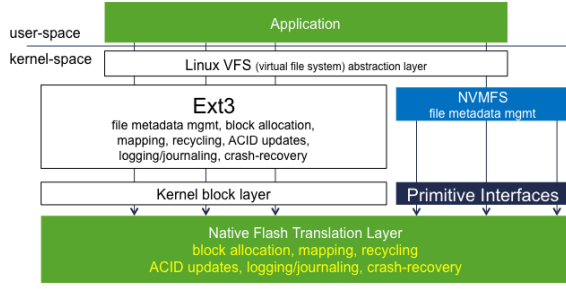 Application
user-space
kernel-space
Linux VFS (virtual file system) abstraction layer
Ext3
file metadata mgmt, block allocation,
mapping, recycling, ACID updates,
logging/journaling, crash-recovery
NVMFS
file metadata mgmt
Kernel block layer
Primitive Interfaces
Native Flash Translation Layer
block allocation, mapping, recycling
ACID updates, logging/journaling, crash-recovery